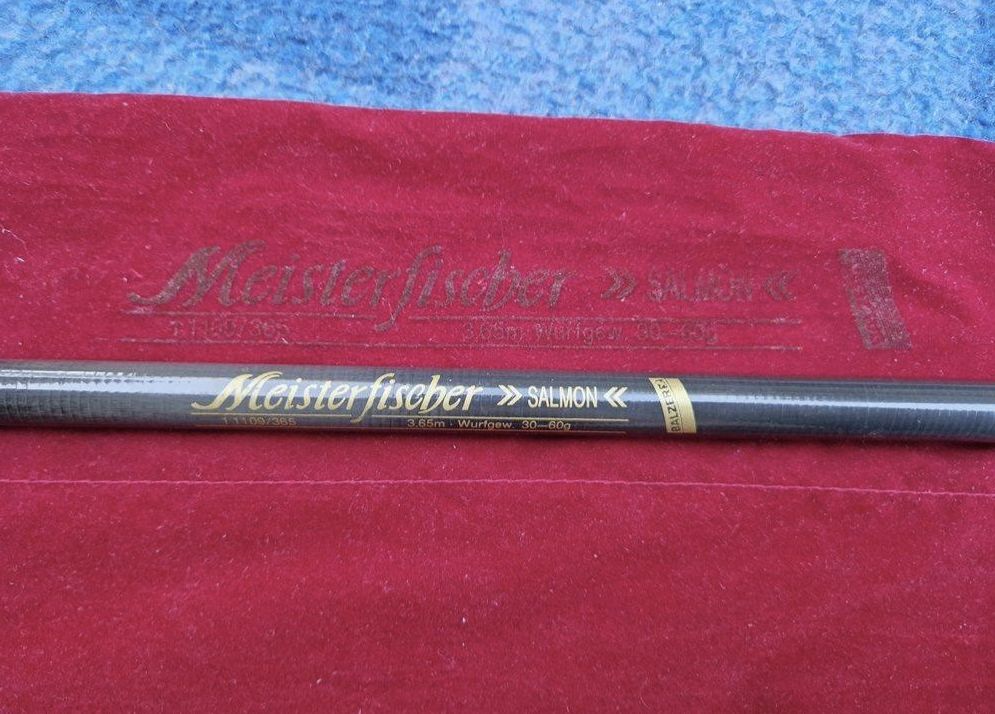 Meisterfischer » SALMON «
11109/365 3.65m Wurfgew. 30–60g
Meisterfischer » SALMON « BALZER
11109/365 3,65m · Wurfgew. 30–60g